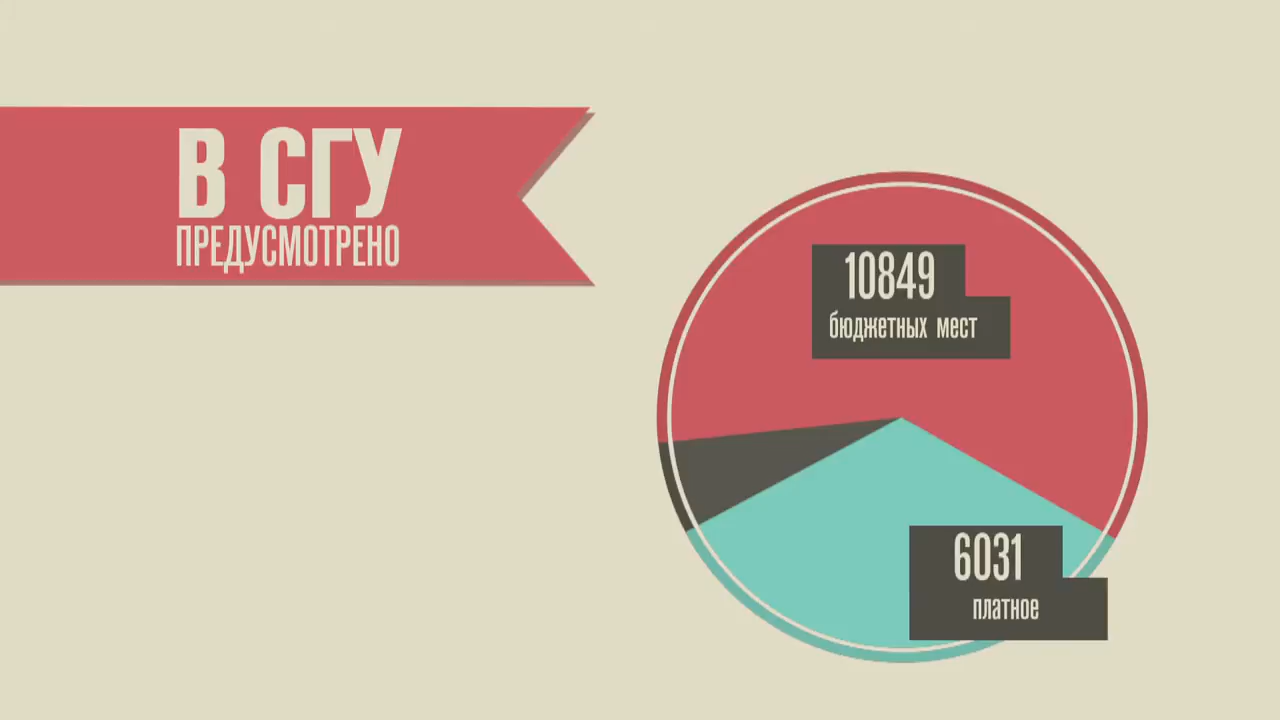 В СГУ
ПРЕДУСМОТРЕНО
10849
бюджетных мест
6031
платное